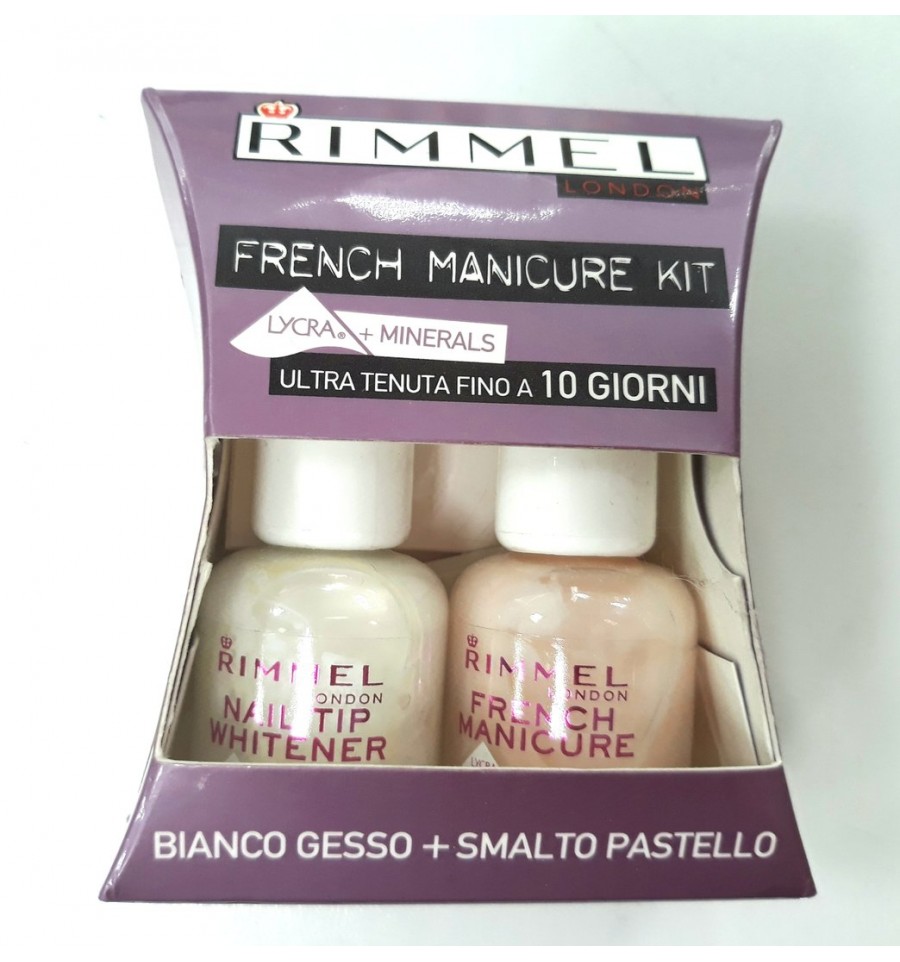 RIMMEL
LONDON
FRENCH MANICURE KIT
LYCRA® + MINERALS
ULTRA TENUTA FINO A 10 GIORNI
RIMMEL
LONDON
NAIL TIP
WHITENER
RIMMEL
LONDON
FRENCH
MANICURE
LYCRA
BIANCO GESSO + SMALTO PASTELLO